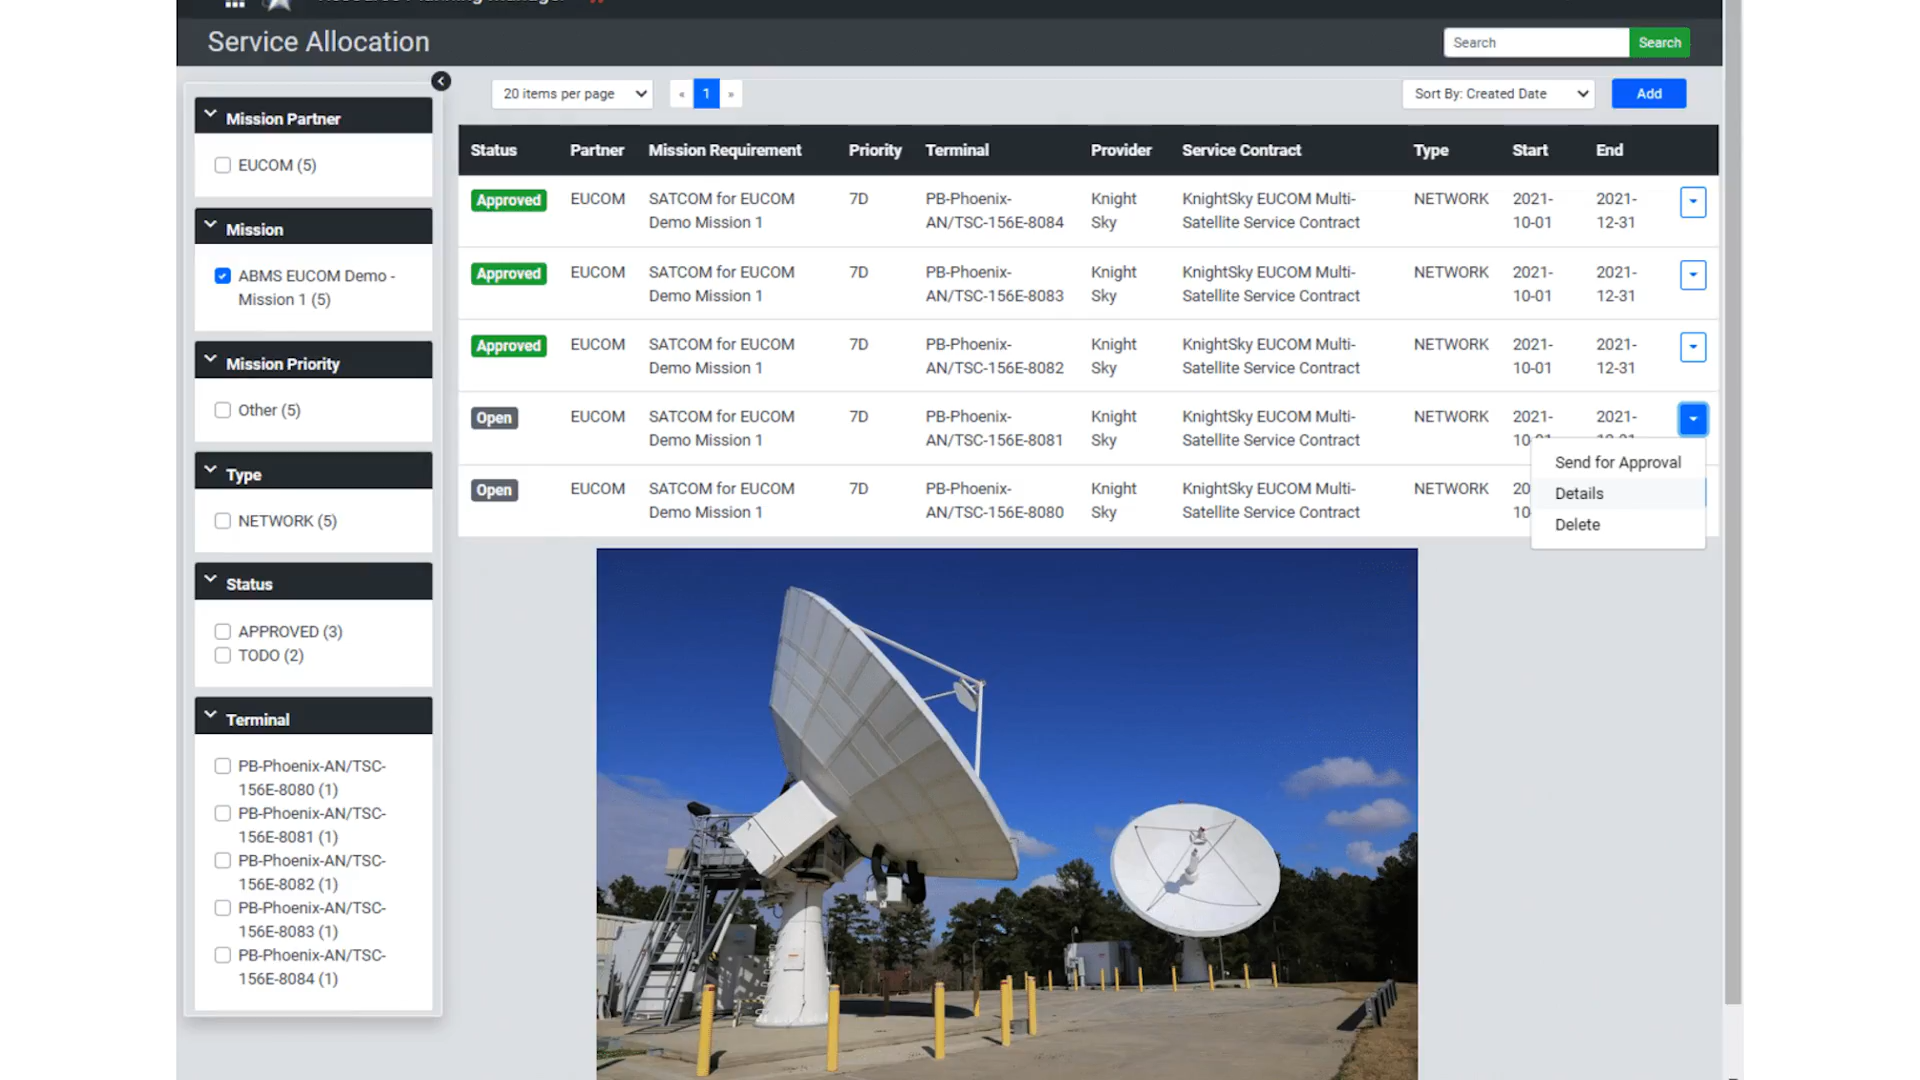 Resource Planning Manager
Service Allocation
Search
Search
20 items per page
«
1
»
Sort By: Created Date
Add
Mission Partner
EUCOM (5)
Mission
ABMS EUCOM Demo -
Mission 1 (5)
Mission Priority
Other (5)
Type
NETWORK (5)
Status
APPROVED (3)
TODO (2)
Terminal
PB-Phoenix-AN/TSC-
156E-8080 (1)
PB-Phoenix-AN/TSC-
156E-8081 (1)
PB-Phoenix-AN/TSC-
156E-8082 (1)
PB-Phoenix-AN/TSC-
156E-8083 (1)
PB-Phoenix-AN/TSC-
156E-8084 (1)
Status Partner Mission Requirement Priority Terminal Provider Service Contract Type Start End
Approved EUCOM SATCOM for EUCOM 7D PB-Phoenix- Knight KnightSky EUCOM Multi- NETWORK 2021- 2021-
Demo Mission 1 AN/TSC-156E-8084 Sky Satellite Service Contract 10-01 12-31
Approved EUCOM SATCOM for EUCOM 7D PB-Phoenix- Knight KnightSky EUCOM Multi- NETWORK 2021- 2021-
Demo Mission 1 AN/TSC-156E-8083 Sky Satellite Service Contract 10-01 12-31
Approved EUCOM SATCOM for EUCOM 7D PB-Phoenix- Knight KnightSky EUCOM Multi- NETWORK 2021- 2021-
Demo Mission 1 AN/TSC-156E-8082 Sky Satellite Service Contract 10-01 12-31
Open EUCOM SATCOM for EUCOM 7D PB-Phoenix- Knight KnightSky EUCOM Multi- NETWORK 2021- 2021-
Demo Mission 1 AN/TSC-156E-8081 Sky Satellite Service Contract 10-01 12-31
Open EUCOM SATCOM for EUCOM 7D PB-Phoenix- Knight KnightSky EUCOM Multi- NETWORK 20
Demo Mission 1 AN/TSC-156E-8080 Sky Satellite Service Contract 10
Send for Approval
Details
Delete